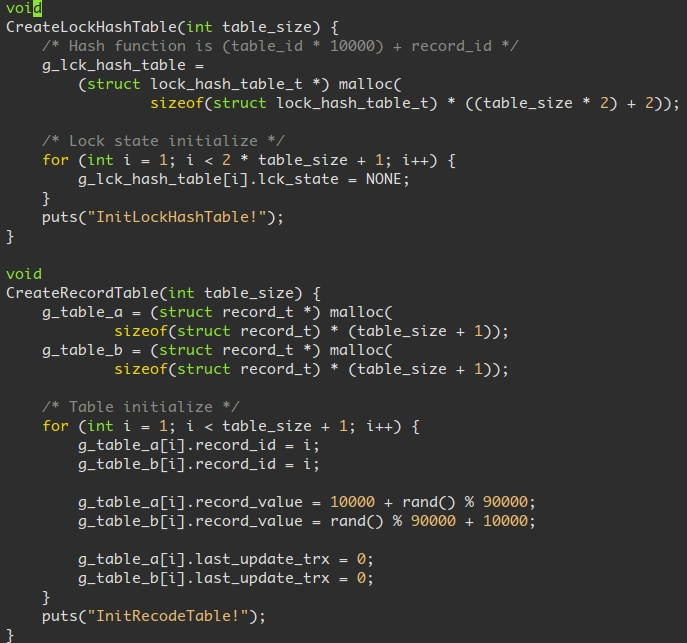 void
CreateLockHashTable(int table_size) {
    /* Hash function is (table_id * 10000) + record_id */
    g_lck_hash_table =
        (struct lock_hash_table_t *) malloc(
                sizeof(struct lock_hash_table_t) * ((table_size * 2) + 2));

    /* Lock state initialize */
    for (int i = 1; i < 2 * table_size + 1; i++) {
        g_lck_hash_table[i].lck_state = NONE;
    }
    puts("InitLockHashTable!");
}

void
CreateRecordTable(int table_size) {
    g_table_a = (struct record_t *) malloc(
            sizeof(struct record_t) * (table_size + 1));
    g_table_b = (struct record_t *) malloc(
            sizeof(struct record_t) * (table_size + 1));

    /* Table initialize */
    for (int i = 1; i < table_size + 1; i++) {
        g_table_a[i].record_id = i;
        g_table_b[i].record_id = i;

        g_table_a[i].record_value = 10000 + rand() % 90000;
        g_table_b[i].record_value = rand() % 90000 + 10000;

        g_table_a[i].last_update_trx = 0;
        g_table_b[i].last_update_trx = 0;
    }
    puts("InitRecodeTable!");
}